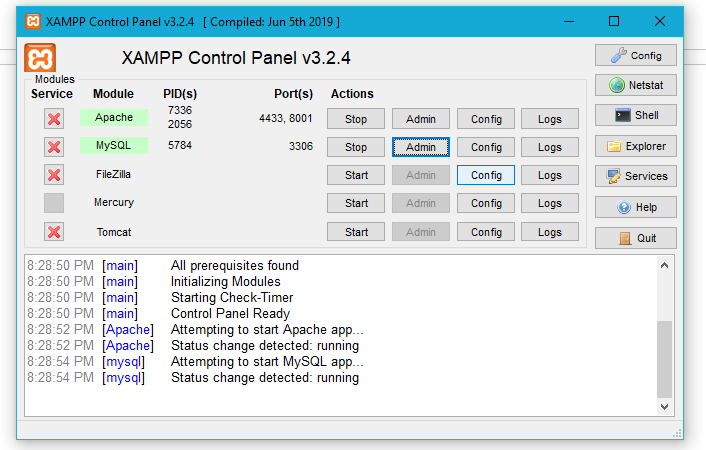 XAMPP Control Panel v3.2.4 [ Compiled: Jun 5th 2019 ]
XAMPP Control Panel v3.2.4
Config
Modules
Service Module PID(s) Port(s) Actions
Netstat
Apache 7336 2056 4433, 8001 Stop Admin Config Logs
Shell
MySQL 5784 3306 Stop Admin Config Logs
Explorer
FileZilla Start Admin Config Logs
Services
Mercury Start Admin Config Logs
Help
Tomcat Start Admin Config Logs
Quit
8:28:50 PM [main] All prerequisites found
8:28:50 PM [main] Initializing Modules
8:28:50 PM [main] Starting Check-Timer
8:28:50 PM [main] Control Panel Ready
8:28:52 PM [Apache] Attempting to start Apache app...
8:28:52 PM [Apache] Status change detected: running
8:28:54 PM [mysql] Attempting to start MySQL app...
8:28:54 PM [mysql] Status change detected: running